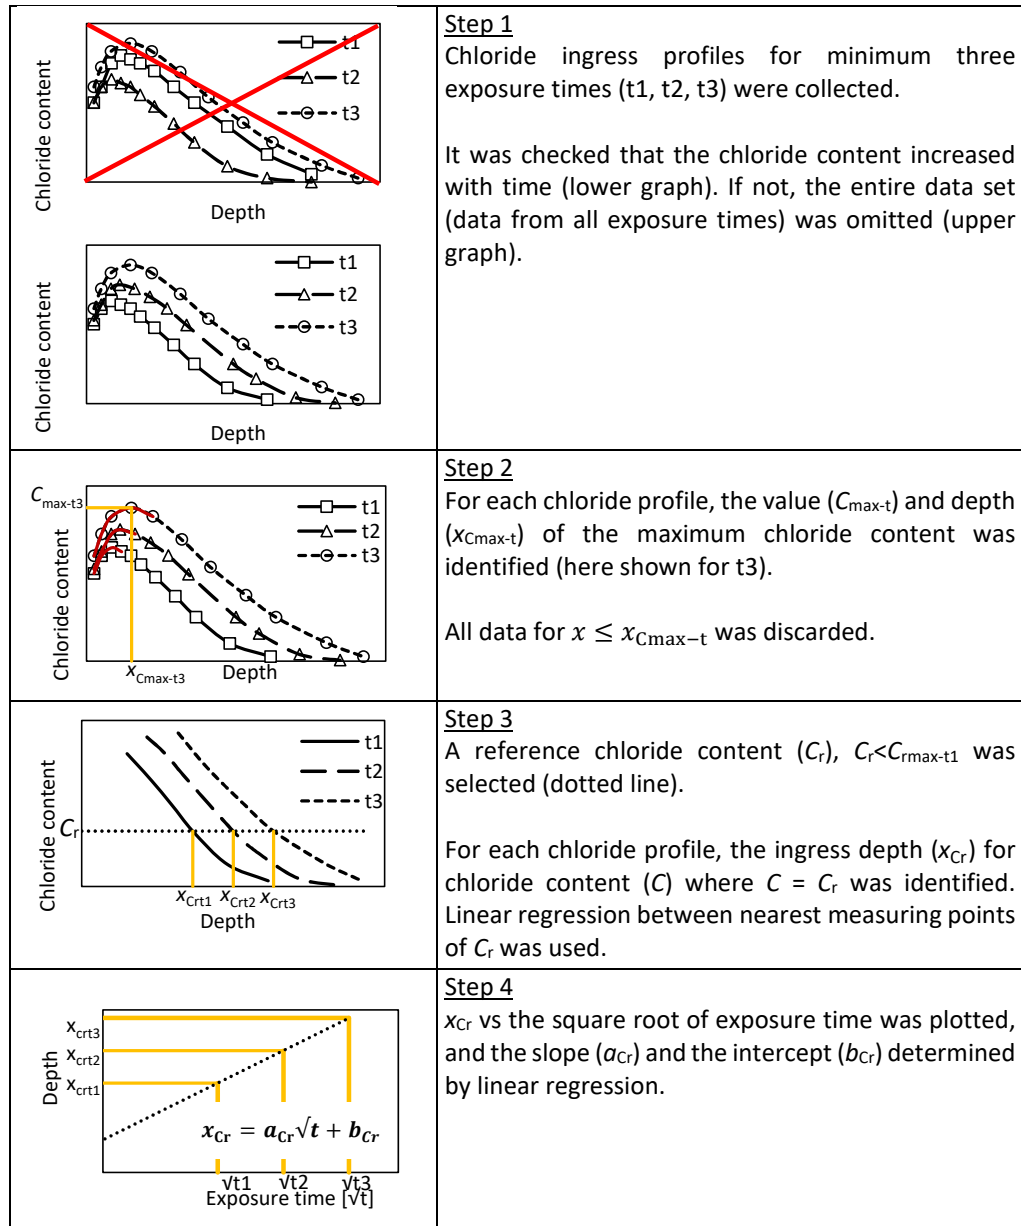 t1
t2
t3
Chloride content
Depth
t1
t2
t3
Chloride content
Depth
Step 1
Chloride ingress profiles for minimum three
exposure times (t1, t2, t3) were collected.
It was checked that the chloride content increased
with time (lower graph). If not, the entire data set
(data from all exposure times) was omitted (upper
graph).
Cmax-t3
t1
t2
t3
Chloride content
xCmax-t3
Depth
Step 2
For each chloride profile, the value (Cmax-t) and depth
(xCmax-t) of the maximum chloride content was
identified (here shown for t3).
All data for x ≤ xCmax−t was discarded.
t1
t2
t3
Chloride content
Cr
xCrt1 xCrt2 xCrt3
Depth
Step 3
A reference chloride content (Cr), Cr<Crmax-t1 was
selected (dotted line).
For each chloride profile, the ingress depth (xCr) for
chloride content (C) where C = Cr was identified.
Linear regression between nearest measuring points
of Cr was used.
xcrt3
xcrt2
xcrt1
Depth
xCr = aCr√t + bCr
√t1 √t2 √t3
Exposure time [√t]
Step 4
xCr vs the square root of exposure time was plotted,
and the slope (aCr) and the intercept (bCr) determined
by linear regression.